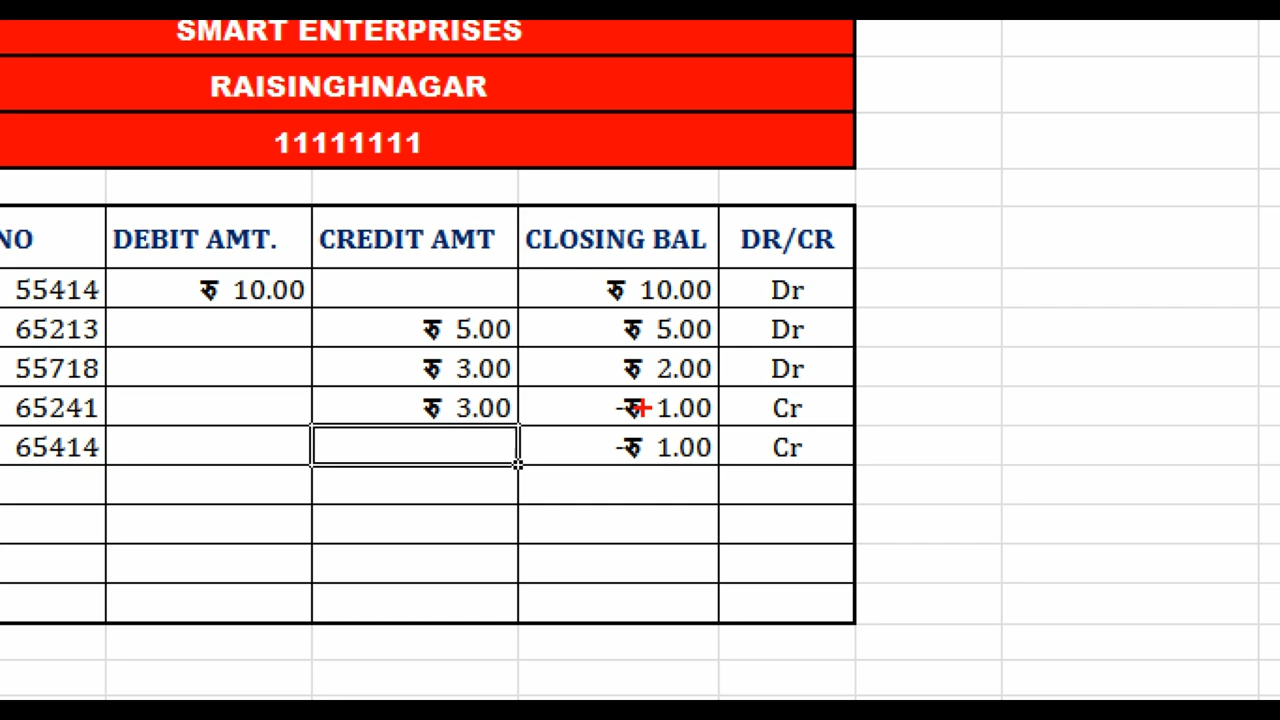 SMART ENTERPRISES
RAISINGHNAGAR
11111111
NO DEBIT AMT. CREDIT AMT CLOSING BAL DR/CR
55414 रु 10.00 रु 10.00 Dr
65213 रु 5.00 रु 5.00 Dr
55718 रु 3.00 रु 2.00 Dr
65241 रु 3.00 -रु 1.00 Cr
65414 -रु 1.00 Cr